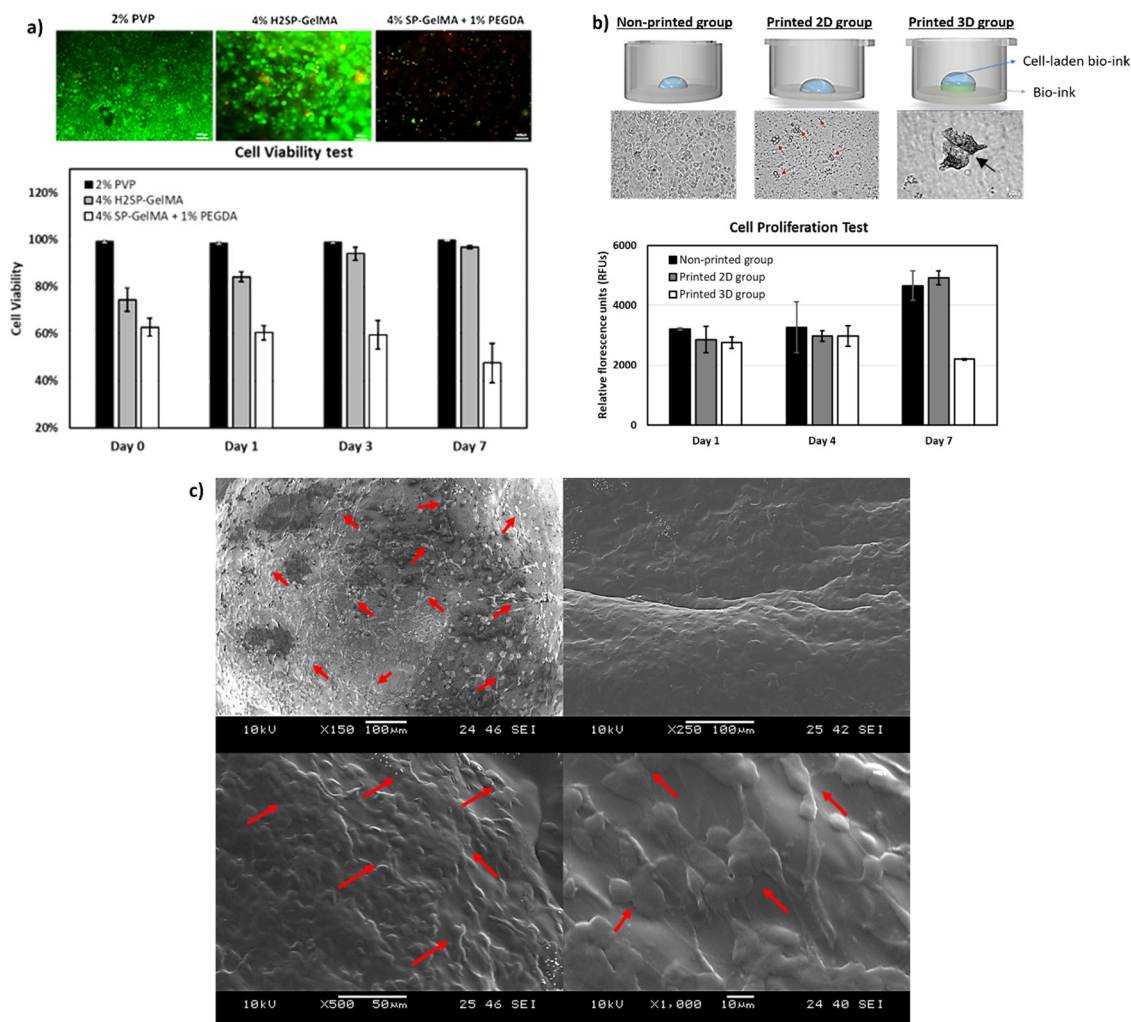 a)
2% PVP
4% H2SP-GelMA
4% SP-GelMA + 1% PEGDA
Cell Viability test
2% PVP
4% H2SP-GelMA
4% SP-GelMA + 1% PEGDA
Cell Viability
120%
100%
80%
60%
40%
20%
Day 0
Day 1
Day 3
Day 7
b)
Non-printed group
Printed 2D group
Printed 3D group
Cell-laden bio-ink
Bio-ink
Cell Proliferation Test
Non-printed group
Printed 2D group
Printed 3D group
Relative florescence units (RFUs)
6000
4000
2000
0
Day 1
Day 4
Day 7
c)
10kV X150 100μm 24 46 SEI
10kV X250 100μm 25 42 SEI
10kV X500 50μm 25 46 SEI
10kV X1,000 10μm 24 40 SEI